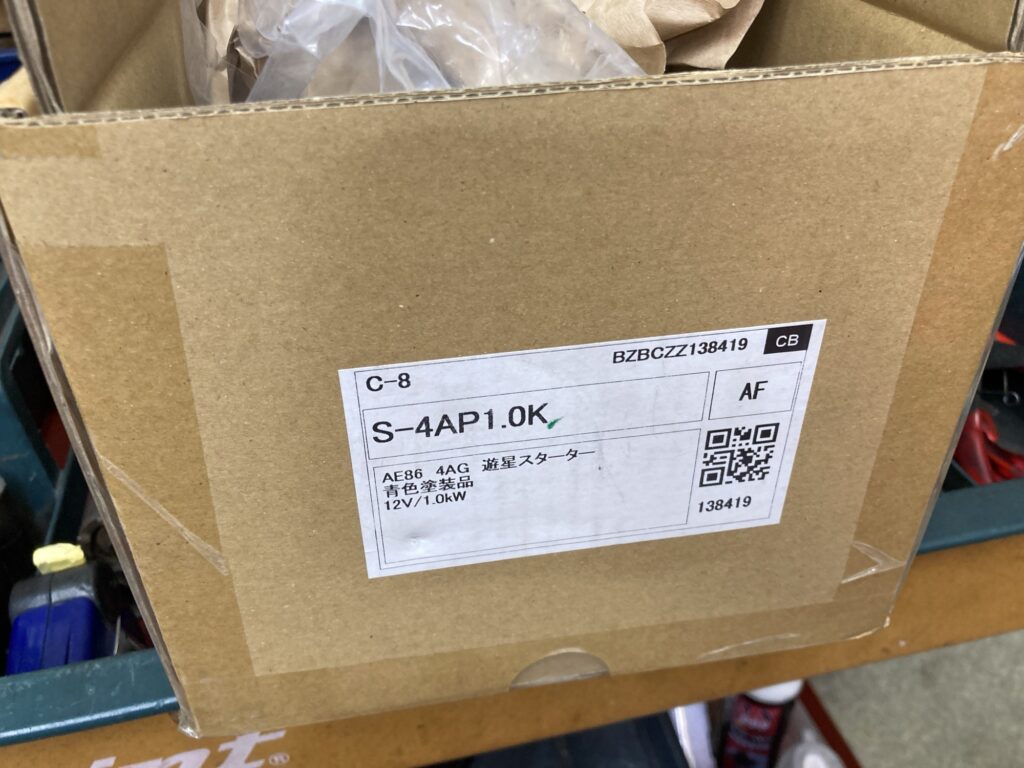 C-8
BZBCZZ138419
CB
S-4AP1.0K
AF
AE86 4AG 遊星スターター
青色塗装品
12V/1.0kW
138419